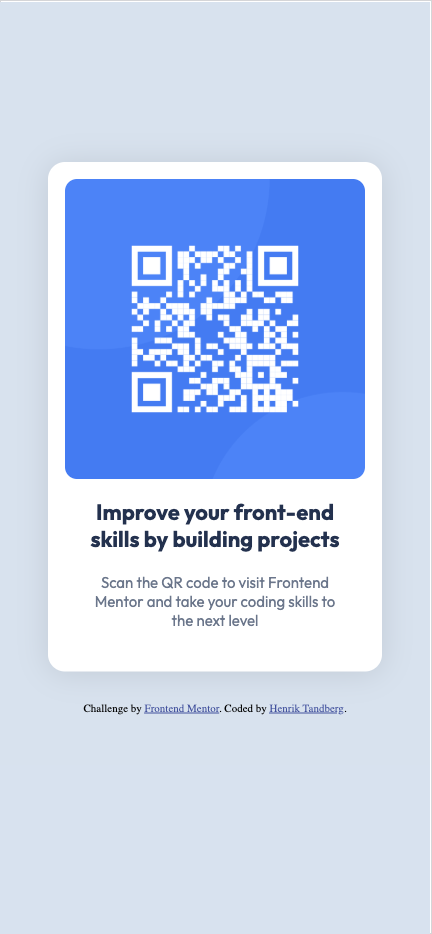 Improve your front-end
skills by building projects
Scan the QR code to visit Frontend
Mentor and take your coding skills to
the next level
Challenge by Frontend Mentor. Coded by Henrik Tandberg.